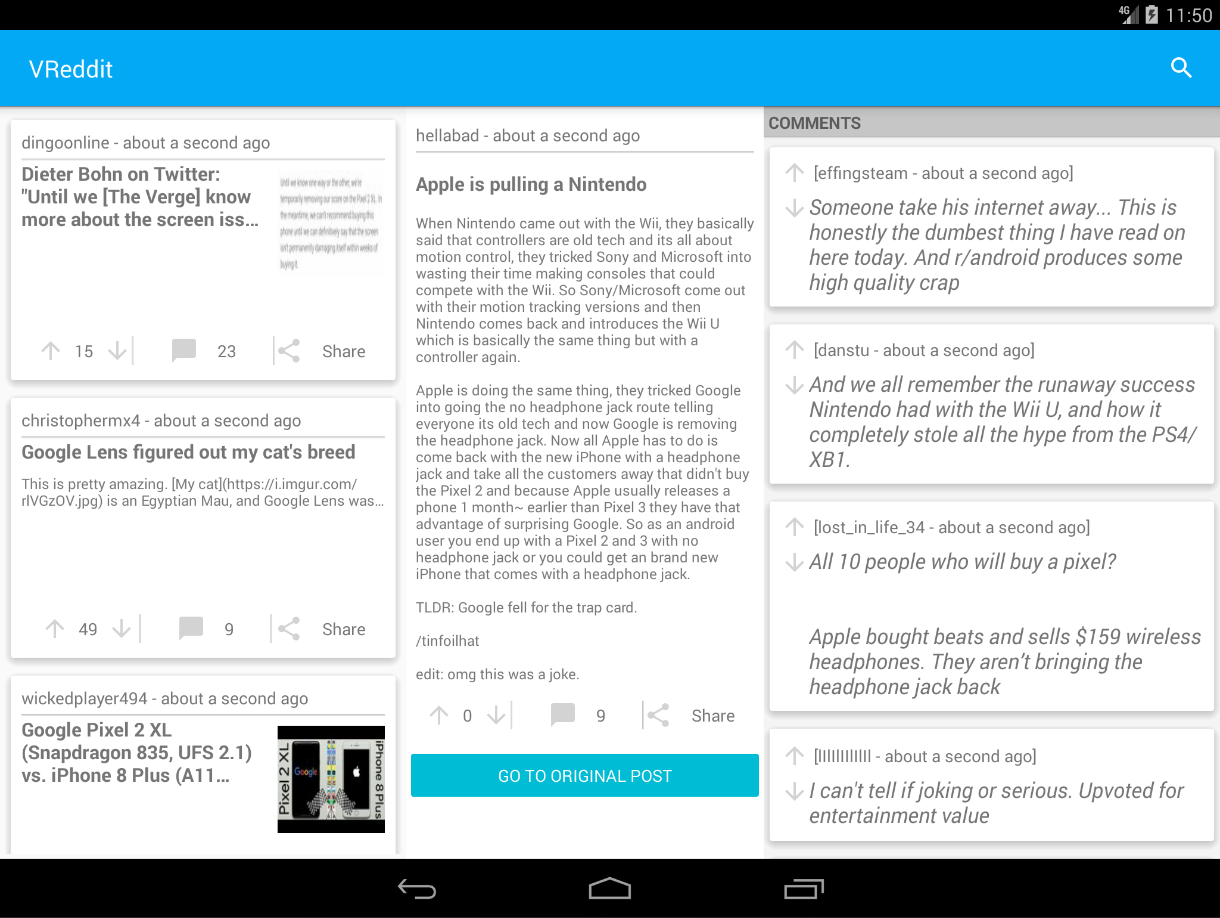 4G 11:50
VReddit
dingoonline - about a second ago
Dieter Bohn on Twitter:
"Until we [The Verge] know
more about the screen iss...
Until we know one way or the other, we're
temporarily removing our score on the Pixel 2 XL. In
the meantime, we can't recommend buying this
phone until we can definitively say that the screen
isn't permanently damaging itself within weeks of
buying it.
15 23 Share
christophermx4 - about a second ago
Google Lens figured out my cat's breed
This is pretty amazing. [My cat](https://i.imgur.com/
rIVGzOV.jpg) is an Egyptian Mau, and Google Lens was...
49 9 Share
wickedplayer494 - about a second ago
Google Pixel 2 XL
(Snapdragon 835, UFS 2.1)
vs. iPhone 8 Plus (A11...
Pixel 2 XL
Google
iPhone 8 Plus
hellabad - about a second ago
Apple is pulling a Nintendo
When Nintendo came out with the Wii, they basically
said that controllers are old tech and its all about
motion control, they tricked Sony and Microsoft into
wasting their time making consoles that could
compete with the Wii. So Sony/Microsoft come out
with their motion tracking versions and then
Nintendo comes back and introduces the Wii U
which is basically the same thing but with a
controller again.
Apple is doing the same thing, they tricked Google
into going the no headphone jack route telling
everyone its old tech and now Google is removing
the headphone jack. Now all Apple has to do is
come back with the new iPhone with a headphone
jack and take all the customers away that didn't buy
the Pixel 2 and because Apple usually releases a
phone 1 month~ earlier than Pixel 3 they have that
advantage of surprising Google. So as an android
user you end up with a Pixel 2 and 3 with no
headphone jack or you could get an brand new
iPhone that comes with a headphone jack.
TLDR: Google fell for the trap card.
/tinfoilhat
edit: omg this was a joke.
0 9 Share
GO TO ORIGINAL POST
COMMENTS
[effingsteam - about a second ago]
Someone take his internet away... This is
honestly the dumbest thing I have read on
here today. And r/android produces some
high quality crap
[danstu - about a second ago]
And we all remember the runaway success
Nintendo had with the Wii U, and how it
completely stole all the hype from the PS4/
XB1.
[lost_in_life_34 - about a second ago]
All 10 people who will buy a pixel?
Apple bought beats and sells $159 wireless
headphones. They aren’t bringing the
headphone jack back
- about a second ago]
I can't tell if joking or serious. Upvoted for
entertainment value